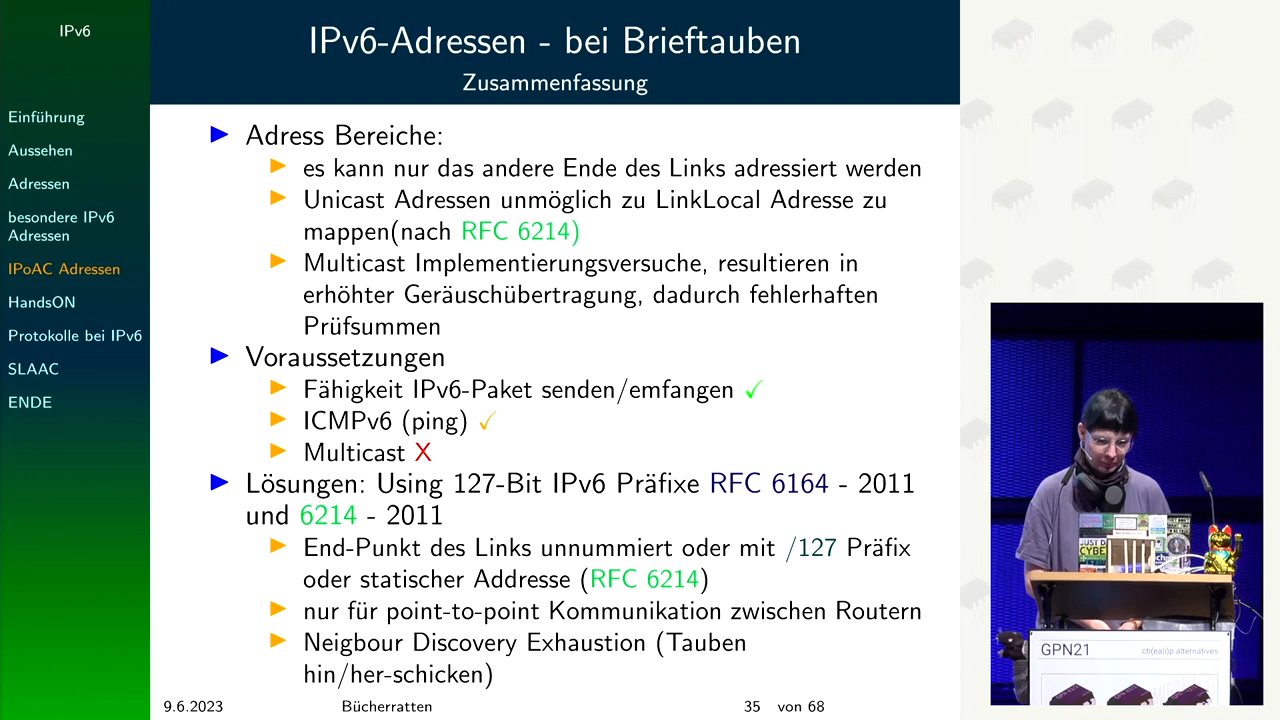 IPv6
Einführung
Aussehen
Adressen
besondere IPv6
Adressen
IPoAC Adressen
HandsON
Protokolle bei IPv6
SLAAC
ENDE
IPv6-Adressen - bei Brieftauben
Zusammenfassung
Adress Bereiche:
es kann nur das andere Ende des Links adressiert werden
Unicast Adressen unmöglich zu LinkLocal Adresse zu
mappen(nach RFC 6214)
Multicast Implementierungsversuche, resultieren in
erhöhter Geräuschübertragung, dadurch fehlerhaften
Prüfsummen
Voraussetzungen
Fähigkeit IPv6-Paket senden/emfangen ✓
ICMPv6 (ping) ✓
Multicast X
Lösungen: Using 127-Bit IPv6 Präfixe RFC 6164 - 2011
und 6214 - 2011
End-Punkt des Links unnummiert oder mit /127 Präfix
oder statischer Addresse (RFC 6214)
nur für point-to-point Kommunikation zwischen Routern
Neigbour Discovery Exhaustion (Tauben
hin/her-schicken)
9.6.2023 Bücherratten 35 von 68
CYBER
GPN21 ch(ea(i)p alternatives